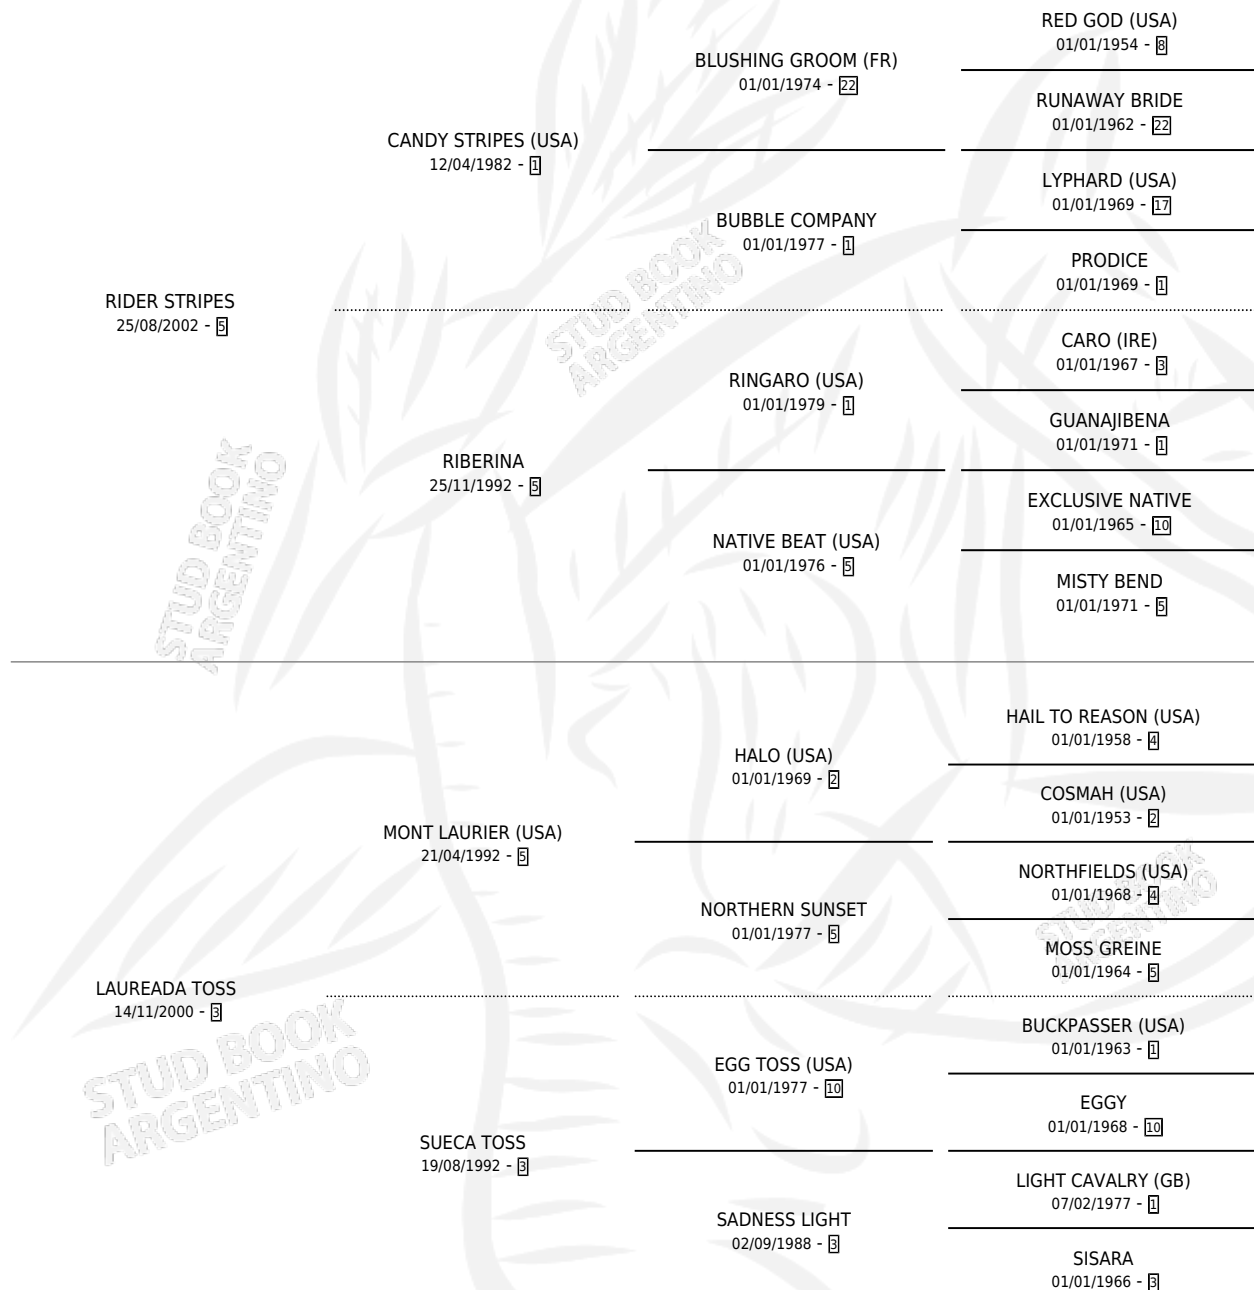 RED GOD (USA)
01/01/1954 - 8
BLUSHING GROOM (FR)
01/01/1974 - 22
RUNAWAY BRIDE
01/01/1962 - 22
CANDY STRIPES (USA)
12/04/1982 - 1
LYPHARD (USA)
01/01/1969 - 17
BUBBLE COMPANY
01/01/1977 - 1
PRODICE
01/01/1969 - 1
RIDER STRIPES
25/08/2002 - 5
STUD BOOK
ARGENTINO
CARO (IRE)
01/01/1967 - 3
RINGARO (USA)
01/01/1979 - 1
GUANAJIBENA
01/01/1971 - 1
RIBERINA
25/11/1992 - 5
EXCLUSIVE NATIVE
01/01/1965 - 10
NATIVE BEAT (USA)
01/01/1976 - 5
MISTY BEND
01/01/1971 - 5
STUD BOOK
ARGENTINO
HAIL TO REASON (USA)
01/01/1958 - 4
HALO (USA)
01/01/1969 - 2
COSMAH (USA)
01/01/1953 - 2
MONT LAURIER (USA)
21/04/1992 - 5
NORTHFIELDS (USA)
01/01/1968 - 4
NORTHERN SUNSET
01/01/1977 - 5
MOSS GREINE
01/01/1964 - 5
STUD BOOK
ARGENTINO
LAUREADA TOSS
14/11/2000 - 3
BUCKPASSER (USA)
01/01/1963 - 1
EGG TOSS (USA)
01/01/1977 - 10
EGGY
01/01/1968 - 10
STUD BOOK
ARGENTINO
SUECA TOSS
19/08/1992 - 3
LIGHT CAVALRY (GB)
07/02/1977 - 1
SADNESS LIGHT
02/09/1988 - 3
SISARA
01/01/1966 - 3